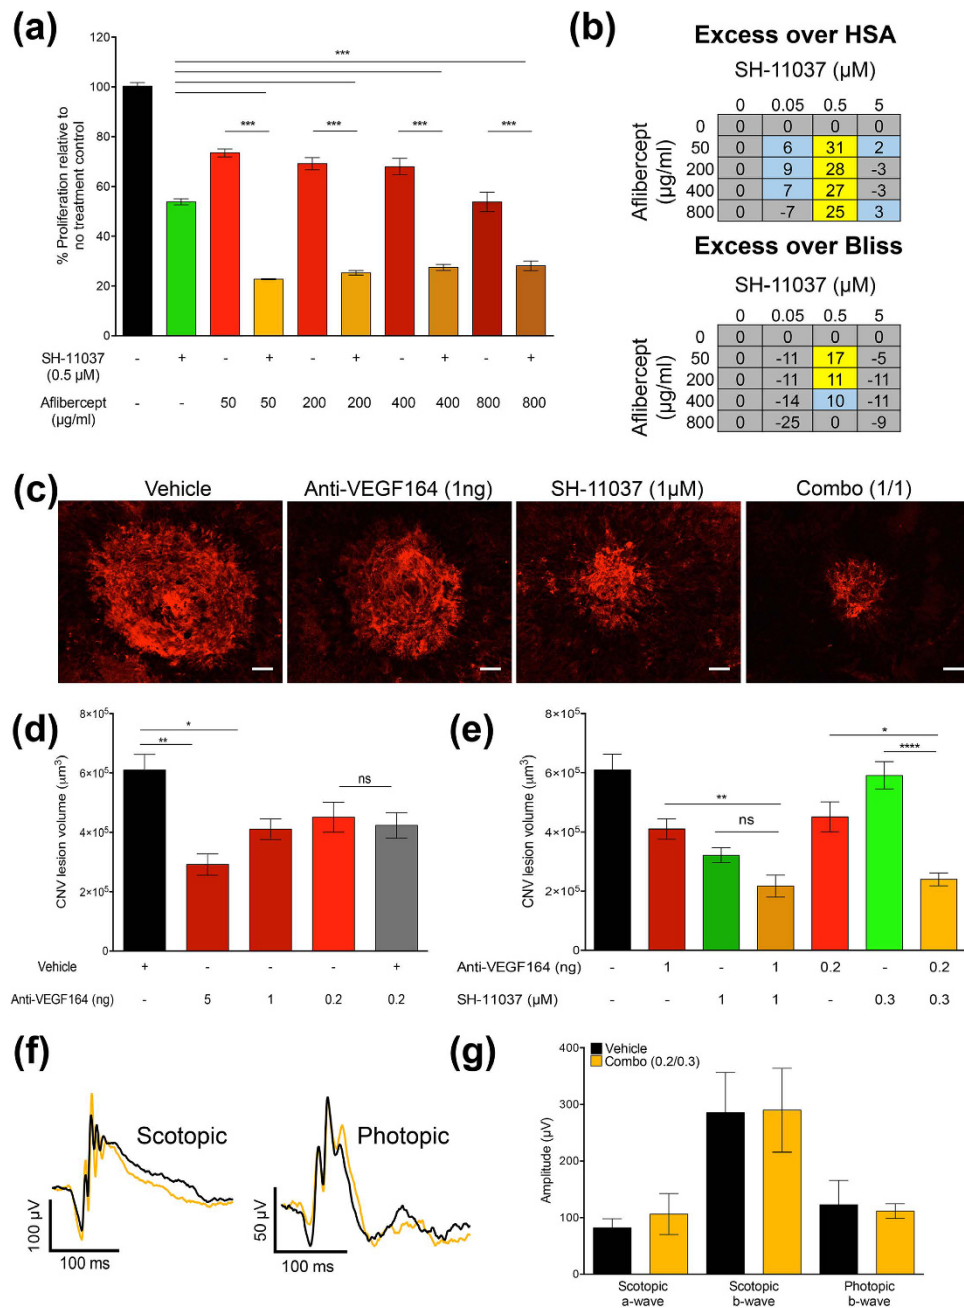 (a)
120
100
80
60
40
20
0
% Proliferation relative to
no treatment control
***
***
***
***
***
SH-11037
(0.5 µM)
- + - + - + - + - +
Aflibercept
(µg/ml)
- - 50 50 200 200 400 400 800 800
(b)
Excess over HSA
SH-11037 (µM)
0 0.05 0.5 5
Aflibercept
(µg/ml)
0 0 0 0 0
50 0 6 31 2
200 0 9 28 -3
400 0 7 27 -3
800 0 -7 25 3
Excess over Bliss
SH-11037 (µM)
0 0.05 0.5 5
Aflibercept
(µg/ml)
0 0 0 0 0
50 0 -11 17 -5
200 0 -11 11 -11
400 0 -14 10 -11
800 0 -25 0 -9
(c)
Vehicle
Anti-VEGF164 (1ng)
SH-11037 (1µM)
Combo (1/1)
(d)
8×10⁵
6×10⁵
4×10⁵
2×10⁵
0
CNV lesion volume (µm³)
*
**
ns
Vehicle
+ - - - +
Anti-VEGF164 (ng)
- 5 1 0.2 0.2
(e)
8×10⁵
6×10⁵
4×10⁵
2×10⁵
0
CNV lesion volume (µm³)
**
ns
*
****
Anti-VEGF164 (ng)
- 1 - 1 0.2 - 0.2
SH-11037 (µM)
- - 1 1 - 0.3 0.3
(f)
Scotopic
100 µV
100 ms
Photopic
50 µV
100 ms
(g)
Vehicle
Combo (0.2/0.3)
400
300
200
100
0
Amplitude (µV)
Scotopic
a-wave
Scotopic
b-wave
Photopic
b-wave